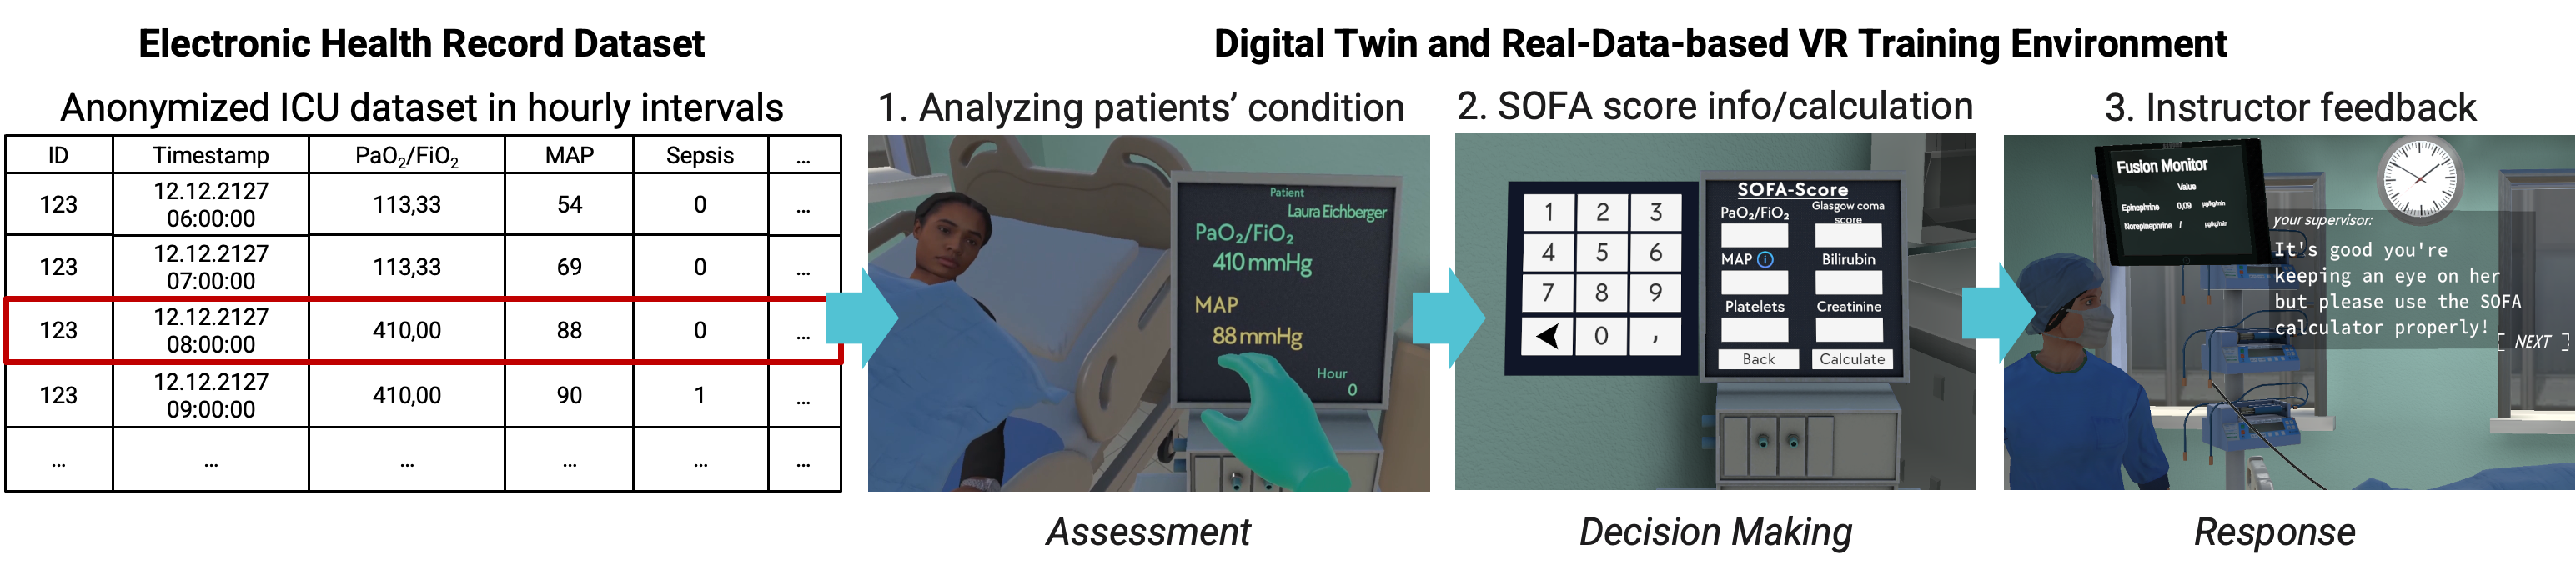 Electronic Health Record Dataset
Anonymized ICU dataset in hourly intervals
ID Timestamp PaO₂/FiO₂ MAP Sepsis ...
123 12.12.2127 06:00:00 113,33 54 0 ...
123 12.12.2127 07:00:00 113,33 69 0 ...
123 12.12.2127 08:00:00 410,00 88 0 ...
123 12.12.2127 09:00:00 410,00 90 1 ...
... ... ... ... ... ...
Digital Twin and Real-Data-based VR Training Environment
1. Analyzing patients’ condition
Patient
Laura Eichberger
PaO₂/FiO₂
410 mmHg
MAP
88 mmHg
Hour
0
Assessment
2. SOFA score info/calculation
1 2 3
4 5 6
7 8 9
0 ,
SOFA-Score
PaO₂/FiO₂ Glasgow coma score
MAP i Bilirubin
Platelets Creatinine
Back Calculate
Decision Making
3. Instructor feedback
Fusion Monitor
Value
Epinephrine 0,09 µg/kg/min
Norepinephrine / µg/kg/min
your supervisor:
It's good you're
keeping an eye on her
but please use the SOFA
calculator properly!
[ NEXT ]
Response